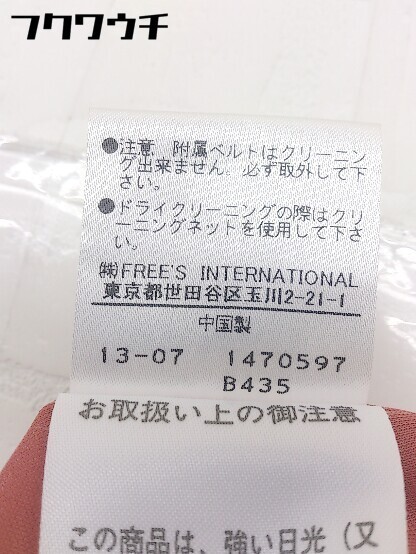 フクワウチ
●注意 附属ベルトはクリーニン
グ出来ません。必ず取外して下
さい。
●ドライクリーニングの際はクリ
ーニングネットを使用して下さ
い。
㈱FREE'S INTERNATIONAL
東京都世田谷区玉川2-21-1
中国製
13-07 1470597
B435
お取扱い上の御注意
この商品は、強い日光（又